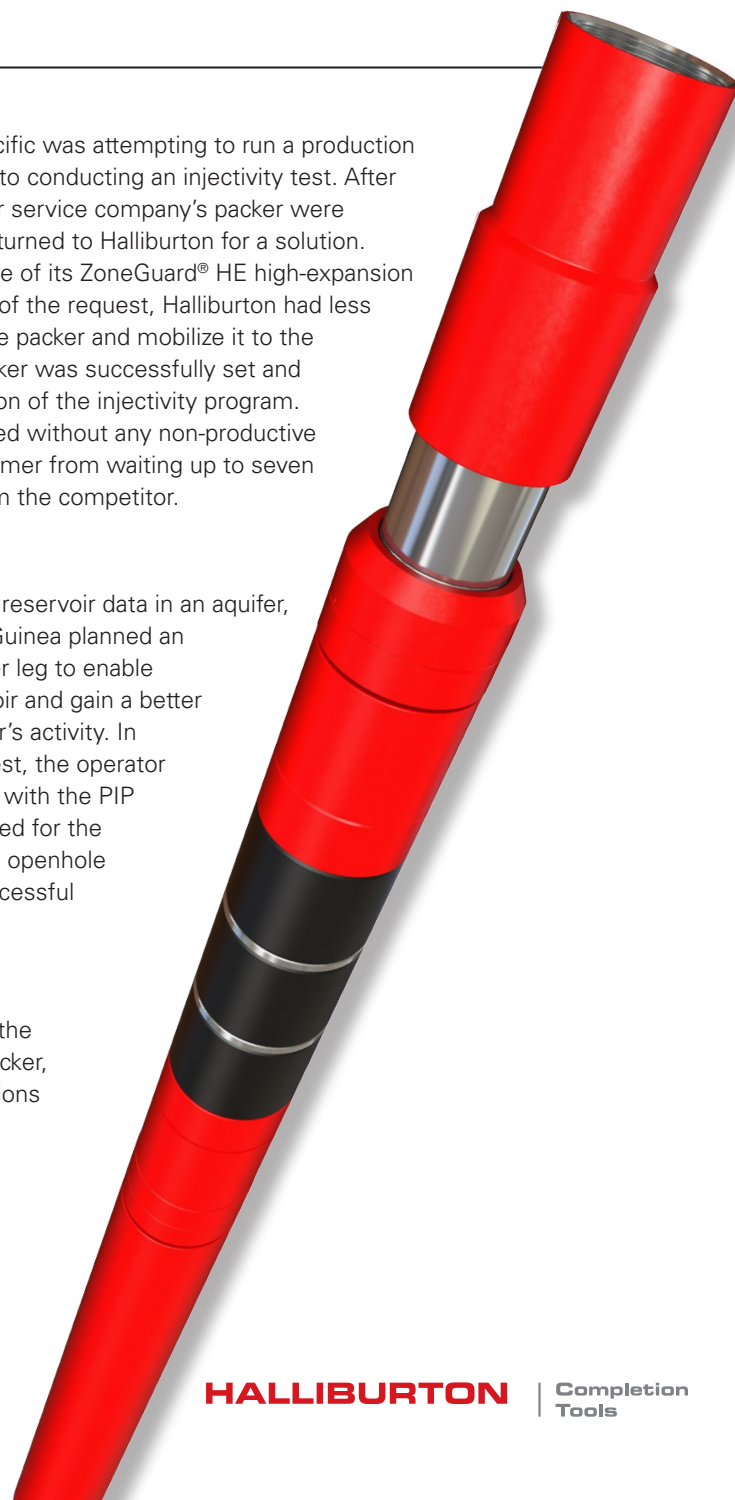 cific was attempting to run a production
to conducting an injectivity test. After
r service company's packer were
turned to Halliburton for a solution.
e of its ZoneGuard® HE high-expansion
of the request, Halliburton had less
e packer and mobilize it to the
ker was successfully set and
on of the injectivity program.
ed without any non-productive
mer from waiting up to seven
m the competitor.
reservoir data in an aquifer,
Guinea planned an
r leg to enable
oir and gain a better
r's activity. In
est, the operator
with the PIP
ed for the
openhole
cessful
the
cker,
ions
HALLIBURTON | Completion
Tools